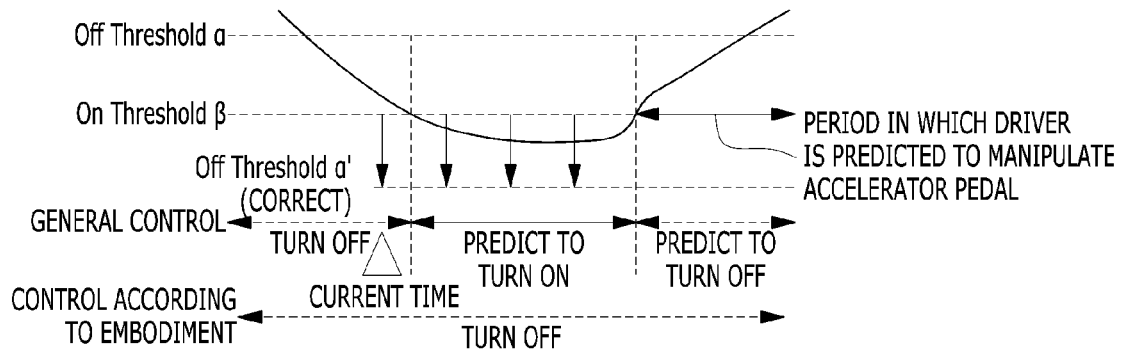 Off Threshold α
On Threshold β
Off Threshold α'
(CORRECT)
PERIOD IN WHICH DRIVER
IS PREDICTED TO MANIPULATE
ACCELERATOR PEDAL
GENERAL CONTROL
TURN OFF
PREDICT TO
TURN ON
PREDICT TO
TURN OFF
CURRENT TIME
CONTROL ACCORDING
TO EMBODIMENT
TURN OFF